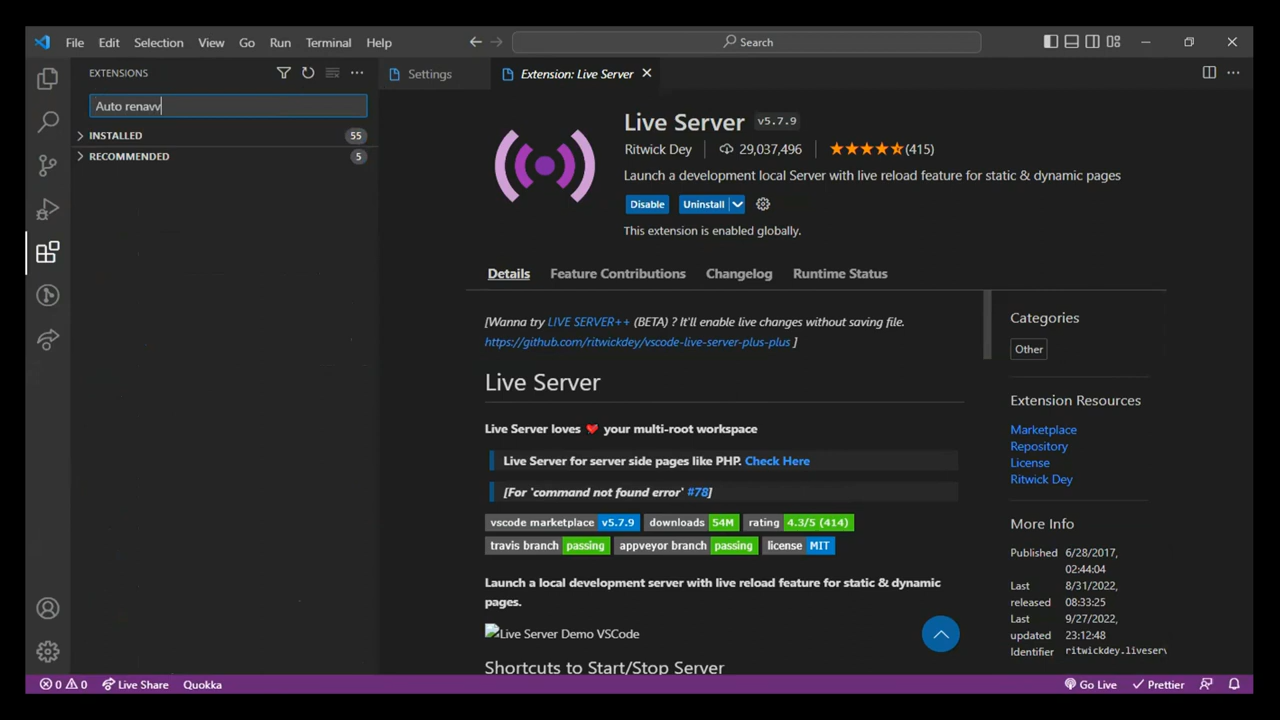 File Edit Selection View Go Run Terminal Help
Search
EXTENSIONS
Settings
Extension: Live Server
Auto renavv
INSTALLED 55
RECOMMENDED 5
Live Server v5.7.9
Ritwick Dey 29,037,496 (415)
Launch a development local Server with live reload feature for static & dynamic pages
Disable Uninstall
This extension is enabled globally.
Details Feature Contributions Changelog Runtime Status
[Wanna try LIVE SERVER++ (BETA) ? It'll enable live changes without saving file.
https://github.com/ritwickdey/vscode-live-server-plus-plus ]
Live Server
Live Server loves ❤ your multi-root workspace
Live Server for server side pages like PHP. Check Here
[For 'command not found error' #78]
vscode marketplace v5.7.9 downloads 54M rating 4.3/5 (414)
travis branch passing appveyor branch passing license MIT
Launch a local development server with live reload feature for static & dynamic
pages.
Live Server Demo VSCode
Shortcuts to Start/Stop Server
Categories
Other
Extension Resources
Marketplace
Repository
License
Ritwick Dey
More Info
Published 6/28/2017,
02:44:04
Last 8/31/2022,
released 08:33:25
Last 9/27/2022,
updated 23:12:48
Identifier ritwickdey.liveserv
0 0 Live Share Quokka
Go Live Prettier